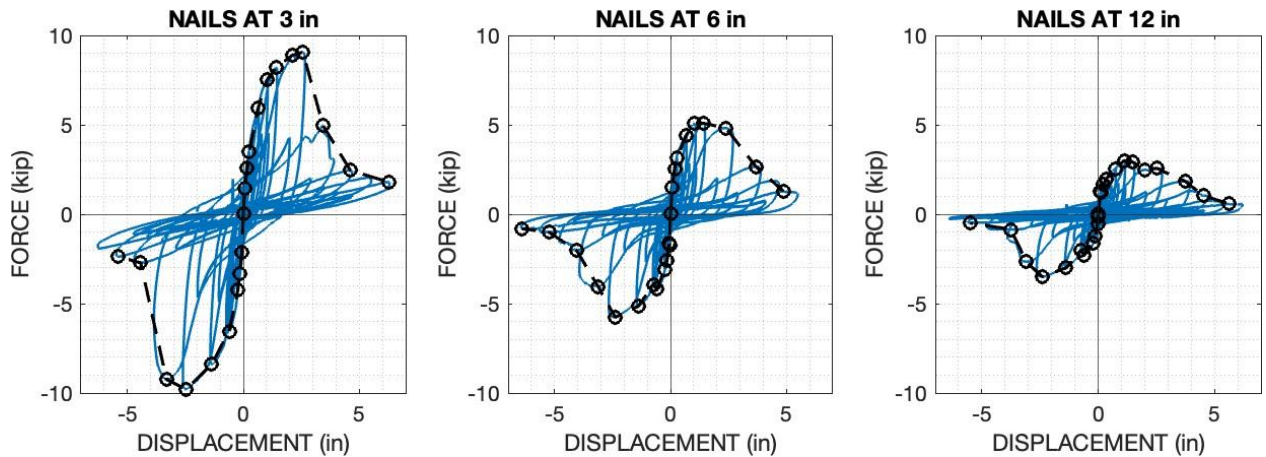 NAILS AT 3 in
10
5
0
-5
-10
FORCE (kip)
-5 0 5
DISPLACEMENT (in)
NAILS AT 6 in
10
5
0
-5
-10
FORCE (kip)
-5 0 5
DISPLACEMENT (in)
NAILS AT 12 in
10
5
0
-5
-10
FORCE (kip)
-5 0 5
DISPLACEMENT (in)